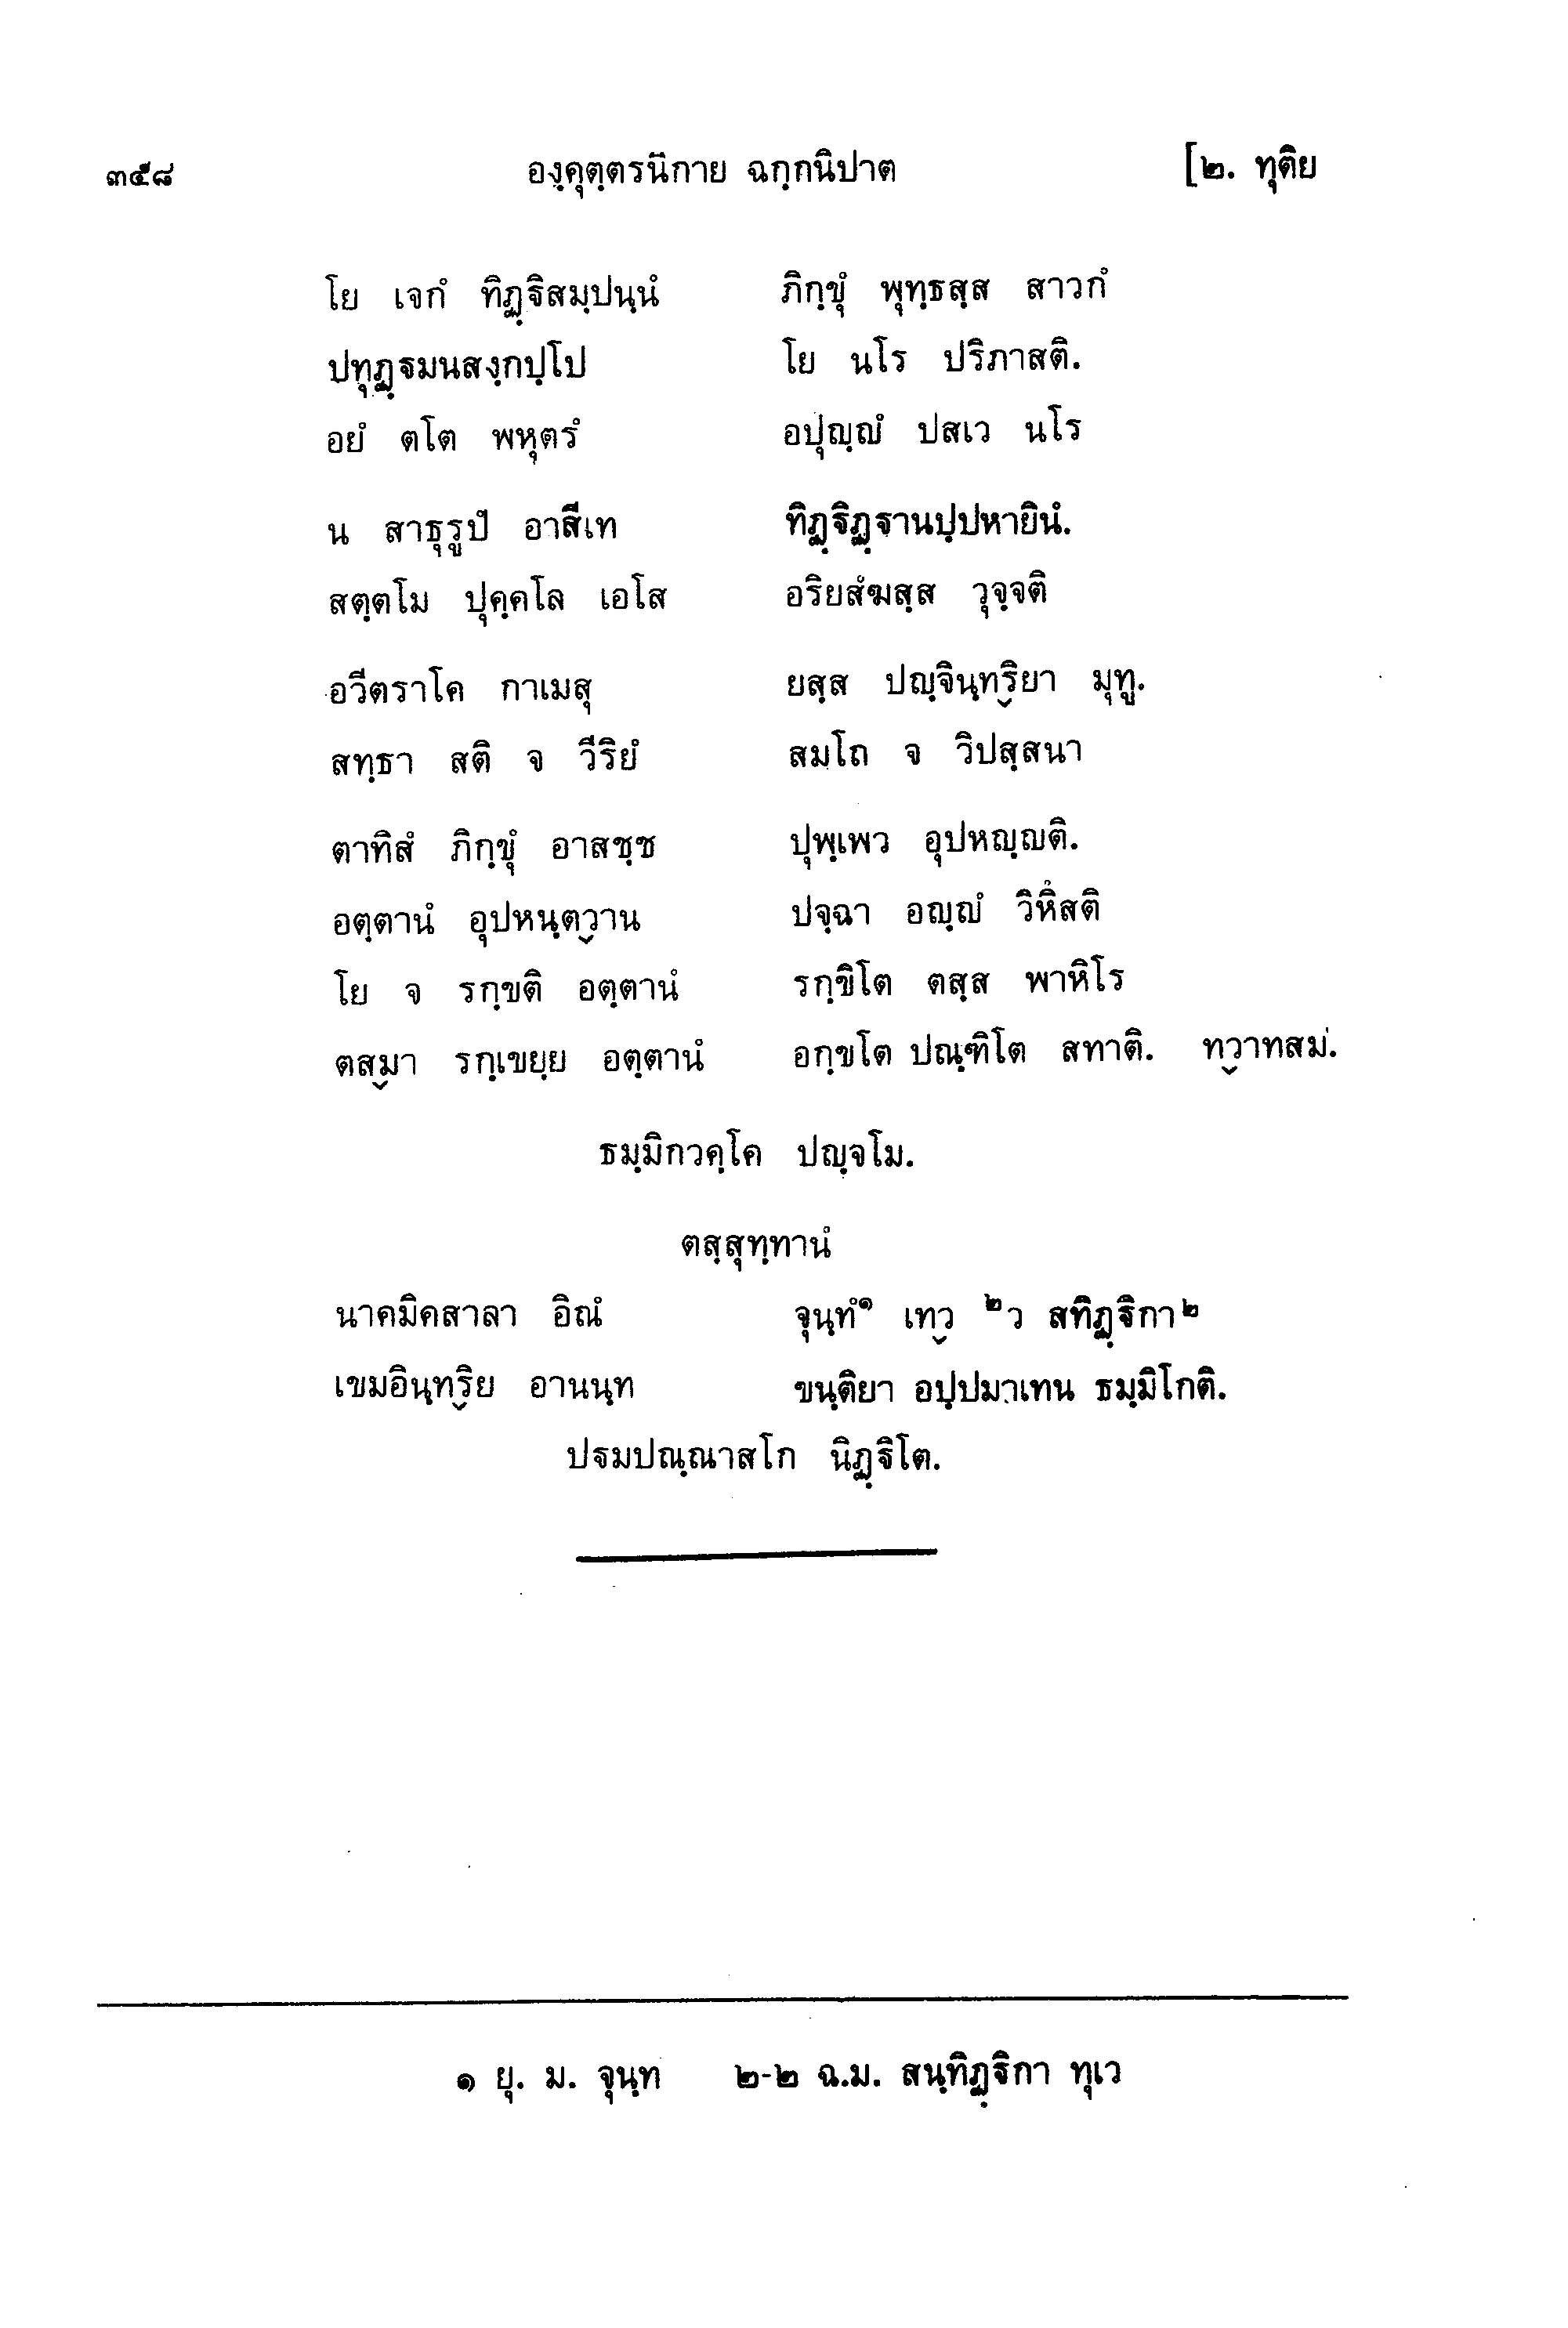 ๓๕๘ องฺคุตฺตรนิกาย ฉกฺกนิปาต [๒. ทุติย
โย เจกํ ทิฏฺฐิสมฺปนฺนํ ภิกฺขุํ พุทฺธสฺส สาวกํ
ปทุฏฺฐมนสงฺกปฺโป โย นโร ปริภาสติ.
อยํ ตโต พหุตรํ อปุญฺญํ ปสเว นโร
น สาธุรูปํ อาสีเท ทิฏฺฐิฏฺฐานปฺปหายินํ.
สตฺตโม ปุคฺคโล เอโส อริยสํฆสฺส วุจฺจติ
อวีตราโค กาเมสุ ยสฺส ปญฺจินฺทฺริยา มุทู.
สทฺธา สติ จ วีริยํ สมโถ จ วิปสฺสนา
ตาทิสํ ภิกฺขุํ อาสชฺช ปุพฺเพว อุปหญฺญติ.
อตฺตานํ อุปหนฺตฺวาน ปจฺฉา อญฺญํ วิหึสติ
โย จ รกฺขติ อตฺตานํ รกฺขิโต ตสฺส พาหิโร
ตสฺมา รกฺเขยฺย อตฺตานํ อกฺขโต ปณฺฑิโต สทาติ. ทฺวาทสมํ.
ธมฺมิกวคฺโค ปญฺจโม.
ตสฺสุทฺทานํ
นาคมิคสาลา อิณํ จุนฺทํ๑ เทฺว ๒ว สทิฏฺฐิกา๒
เขมอินฺทฺริย อานนฺท ขนฺติยา อปฺปมาเทน ธมฺมิโกติ.
ปฐมปณฺณาสโก นิฏฺฐิโต.
๑ ยุ. ม. จุนฺท ๒-๒ ฉ.ม. สนฺทิฏฺฐิกา ทุเว